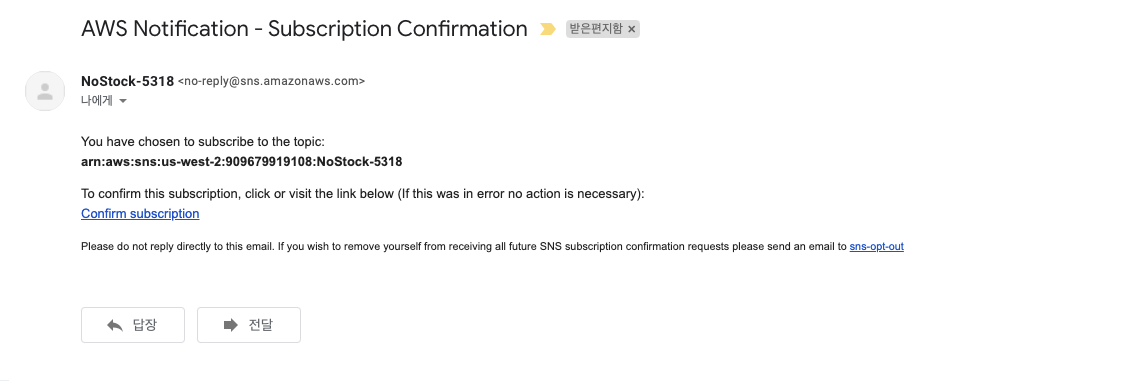 AWS Notification - Subscription Confirmation 받은편지함 ×
NoStock-5318 <no-reply@sns.amazonaws.com>
나에게
You have chosen to subscribe to the topic:
arn:aws:sns:us-west-2:909679919108:NoStock-5318
To confirm this subscription, click or visit the link below (If this was in error no action is necessary):
Confirm subscription
Please do not reply directly to this email. If you wish to remove yourself from receiving all future SNS subscription confirmation requests please send an email to sns-opt-out
답장 전달